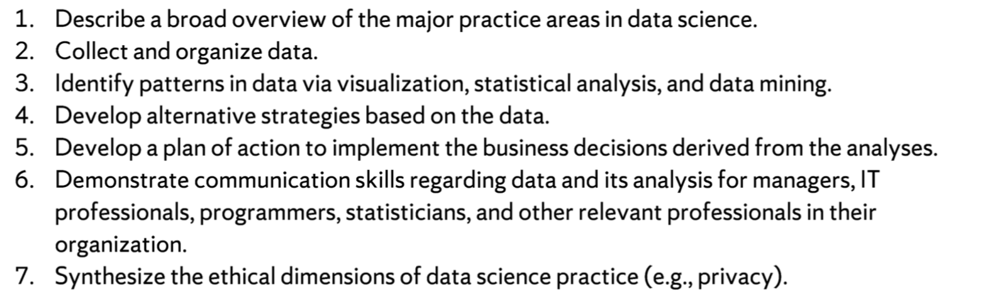 1. Describe a broad overview of the major practice areas in data science.
2. Collect and organize data.
3. Identify patterns in data via visualization, statistical analysis, and data mining.
4. Develop alternative strategies based on the data.
5. Develop a plan of action to implement the business decisions derived from the analyses.
6. Demonstrate communication skills regarding data and its analysis for managers, IT
professionals, programmers, statisticians, and other relevant professionals in their
organization.
7. Synthesize the ethical dimensions of data science practice (e.g., privacy).